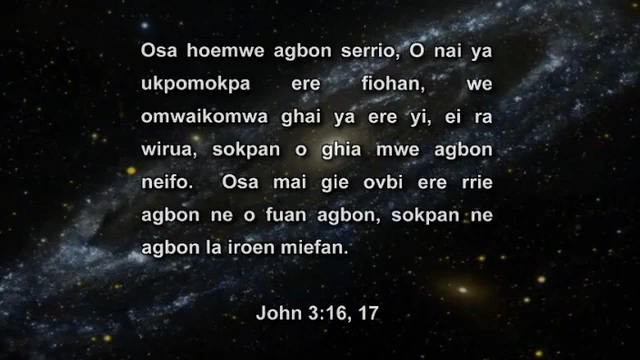 Osa hoemwe agbon serrio, O nai ya
ukpomokpa ere fiohan, we
omwaikomwa ghai ya ere yi, ei ra
wirua, sokpan o ghia mwe agbon
neifo. Osa mai gie ovbi ere rrie
agbon ne o fuan agbon, sokpan ne
agbon la iroen miefan.
John 3:16, 17